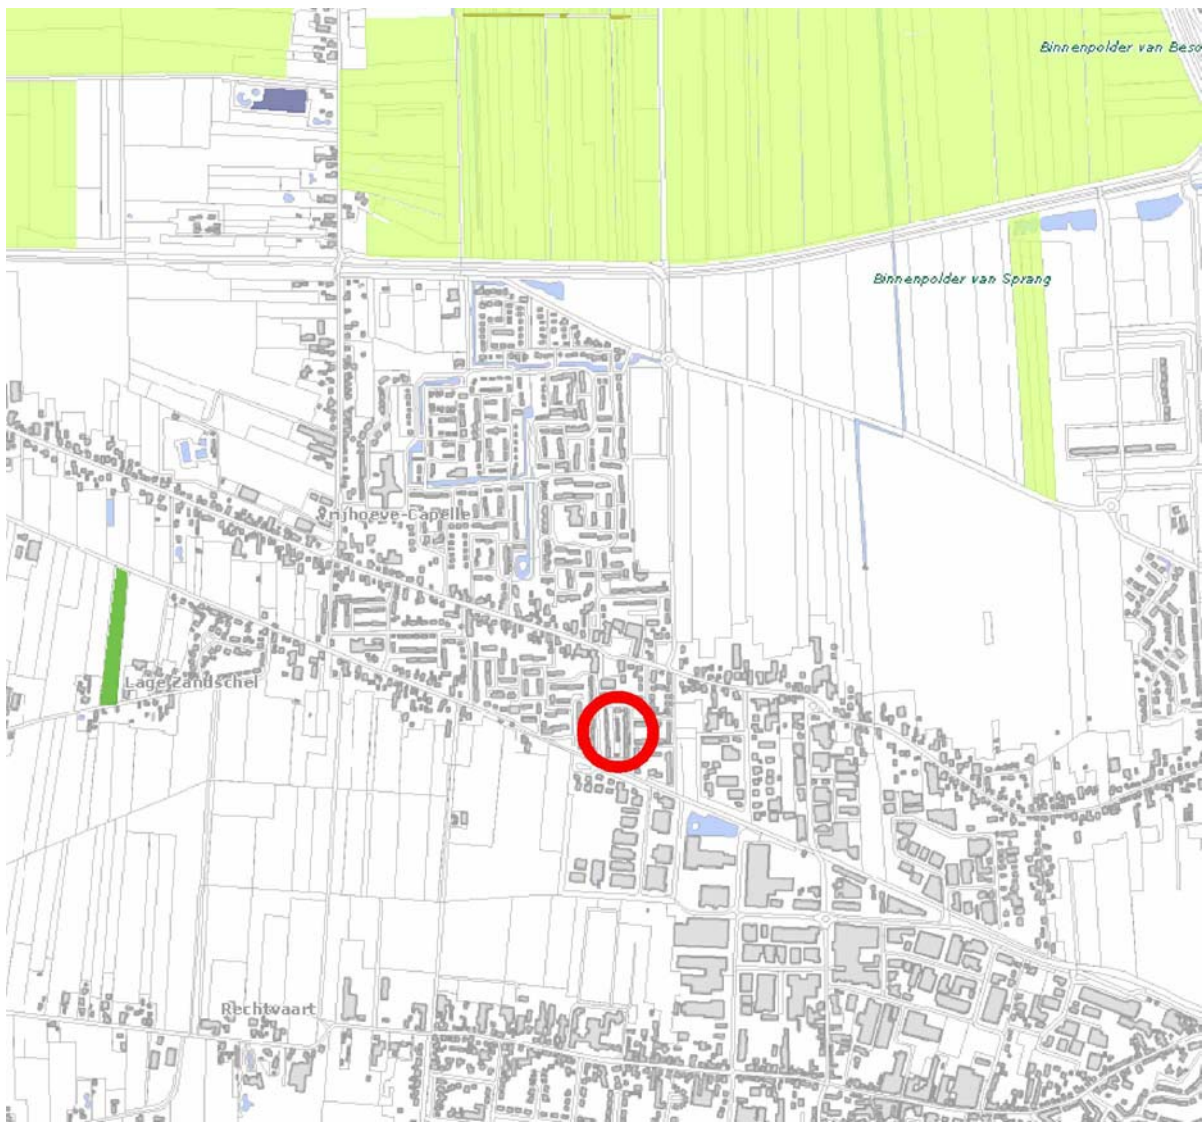 Binnenpolder van Beso
Binnenpolder van Sprang
rijhoeve-Capelle
Lage Zandschel
Rechtvaart